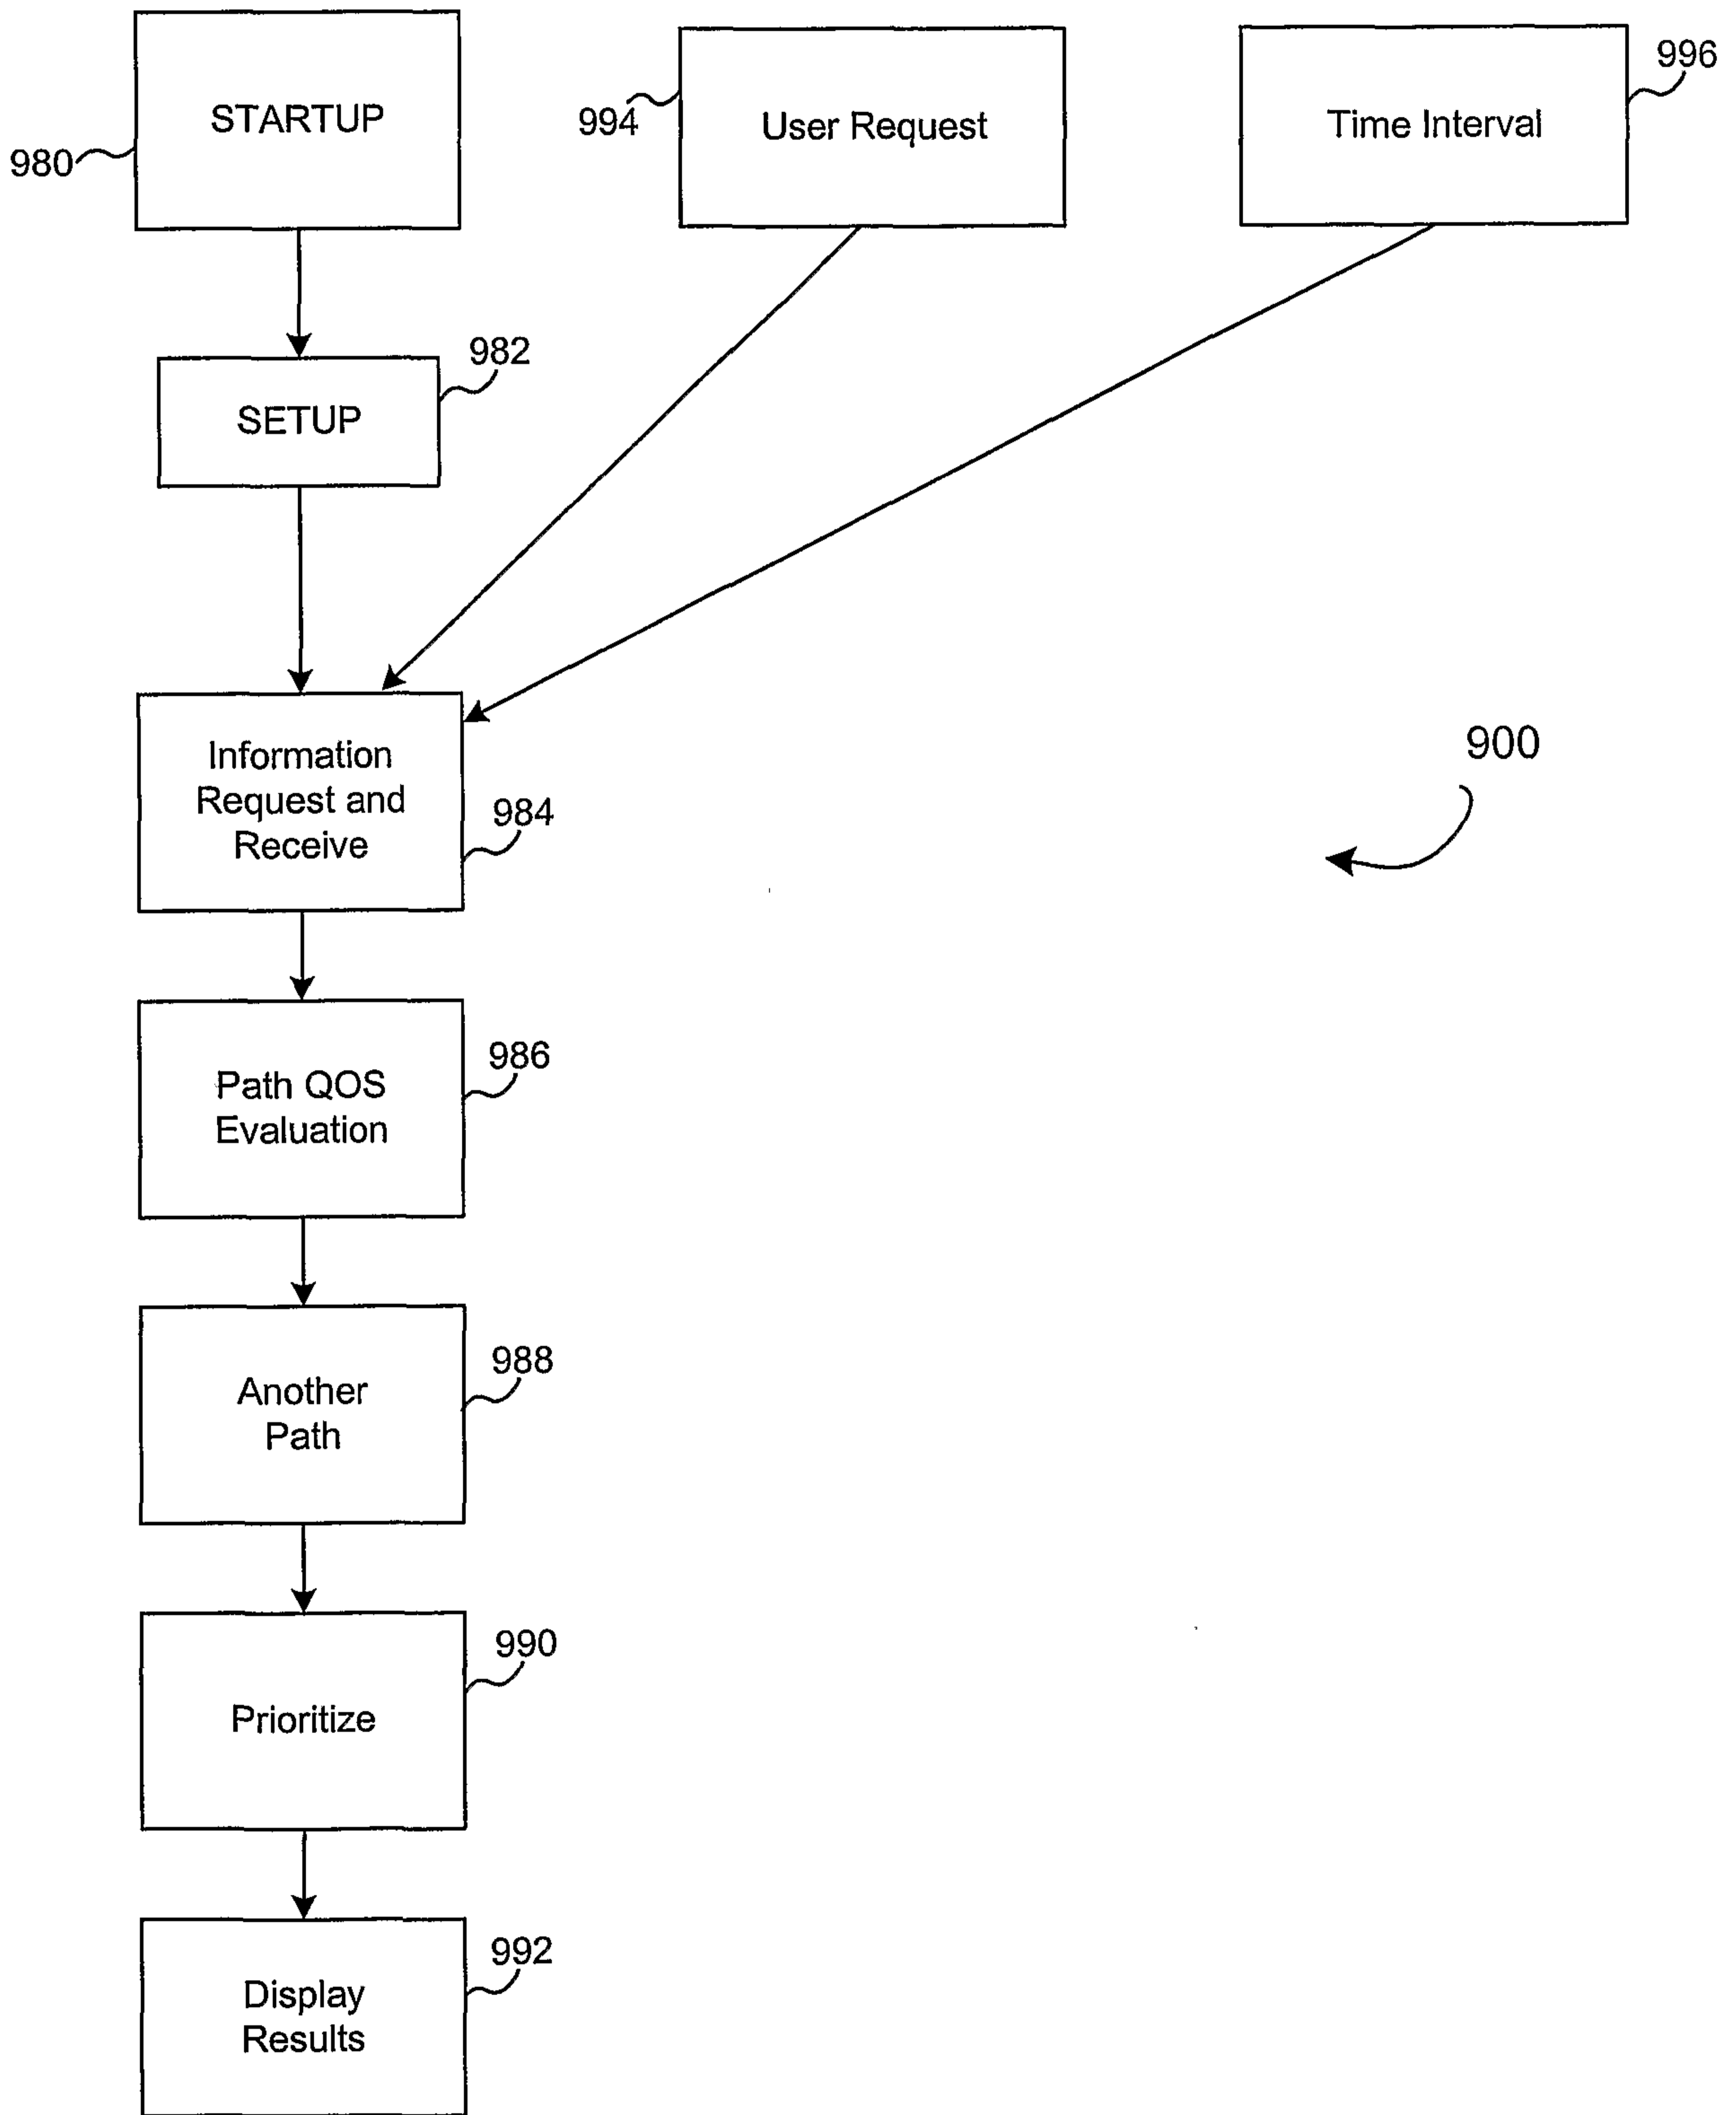 STARTUP
980
994
User Request
Time Interval
996
SETUP
982
Information
Request and
Receive
984
900
Path QOS
Evaluation
986
Another
Path
988
Prioritize
990
Display
Results
992